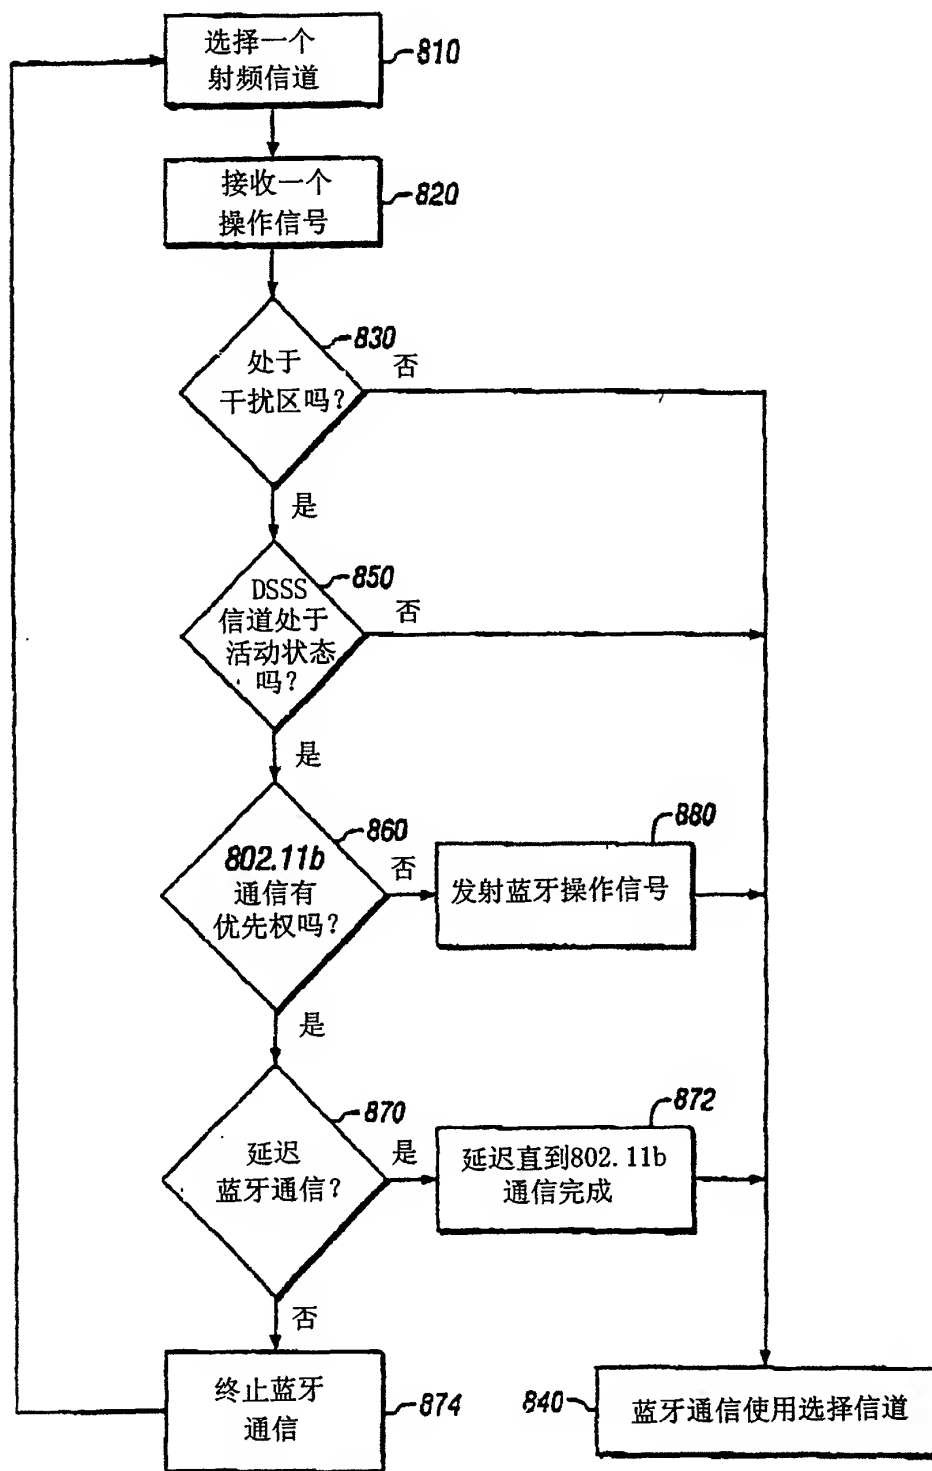 选择一个
射频信道
810
接收一个
操作信号
820
830
处于
干扰区吗？
否
是
850
DSSS
信道处于
活动状态
吗？
否
是
860
802.11b
通信有
优先权吗？
否
880
发射蓝牙操作信号
是
870
延迟
蓝牙通信？
是
872
延迟直到802.11b
通信完成
否
终止蓝牙
通信
874
840
蓝牙通信使用选择信道